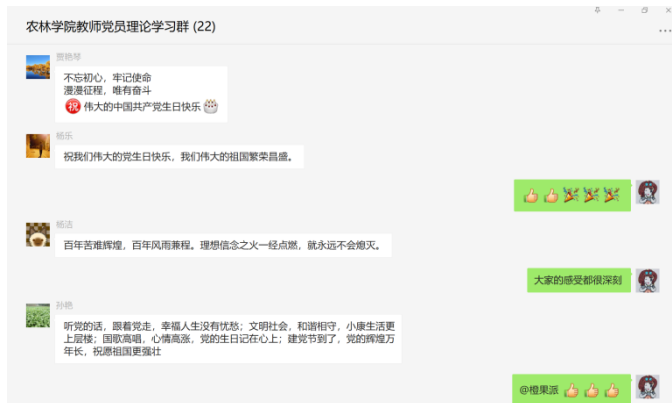 农林学院教师党员理论学习群 (22)
贾艳琴
不忘初心，牢记使命
漫漫征程，唯有奋斗
祝 伟大的中国共产党生日快乐
杨乐
祝我们伟大的党生日快乐，我们伟大的祖国繁荣昌盛。
杨洁
百年苦难辉煌，百年风雨兼程。理想信念之火一经点燃，就永远不会熄灭。
大家的感受都很深刻
孙艳
听党的话，跟着党走，幸福人生没有忧愁；文明社会，和谐相守，小康生活更
上层楼；国歌高唱，心情高涨，党的生日记在心上；建党节到了，党的辉煌万
年长，祝愿祖国更强壮
@橙果派